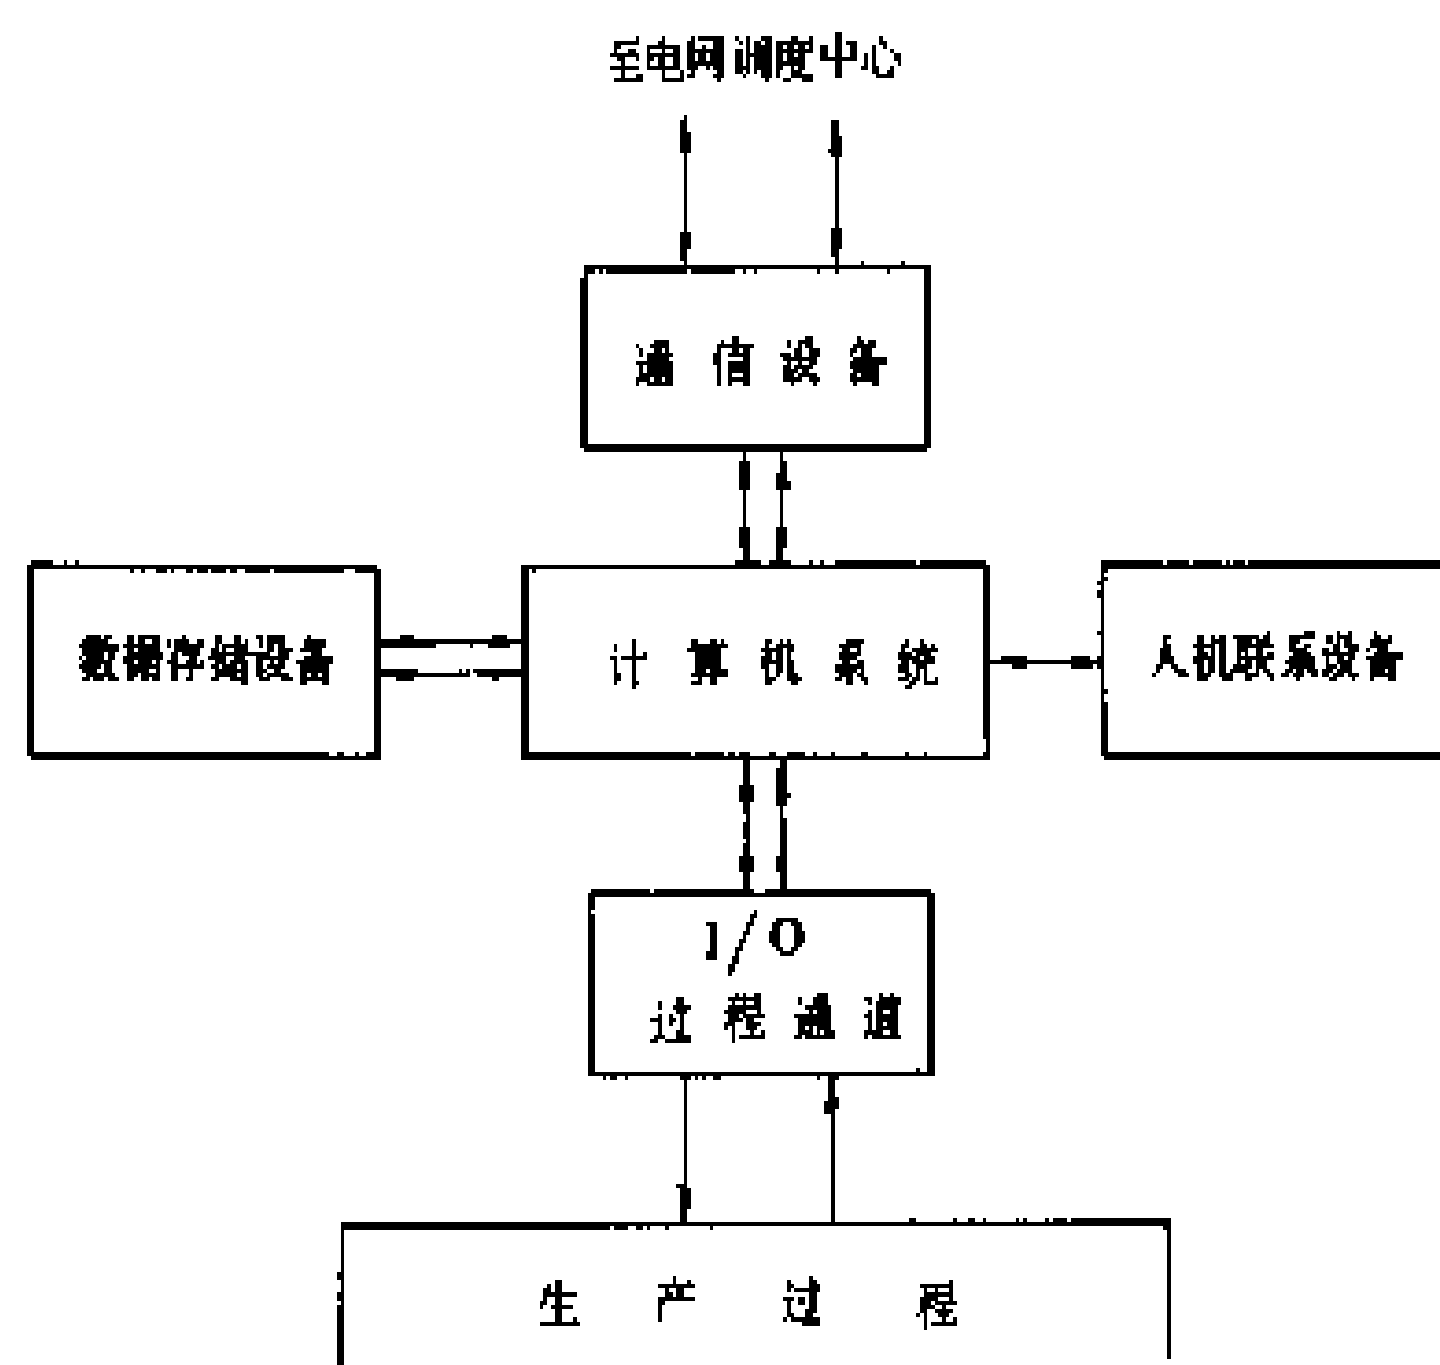 至电网调度中心
通信设备
数据存储设备
计算机系统
人机联系设备
I/O
过程通道
生产过程